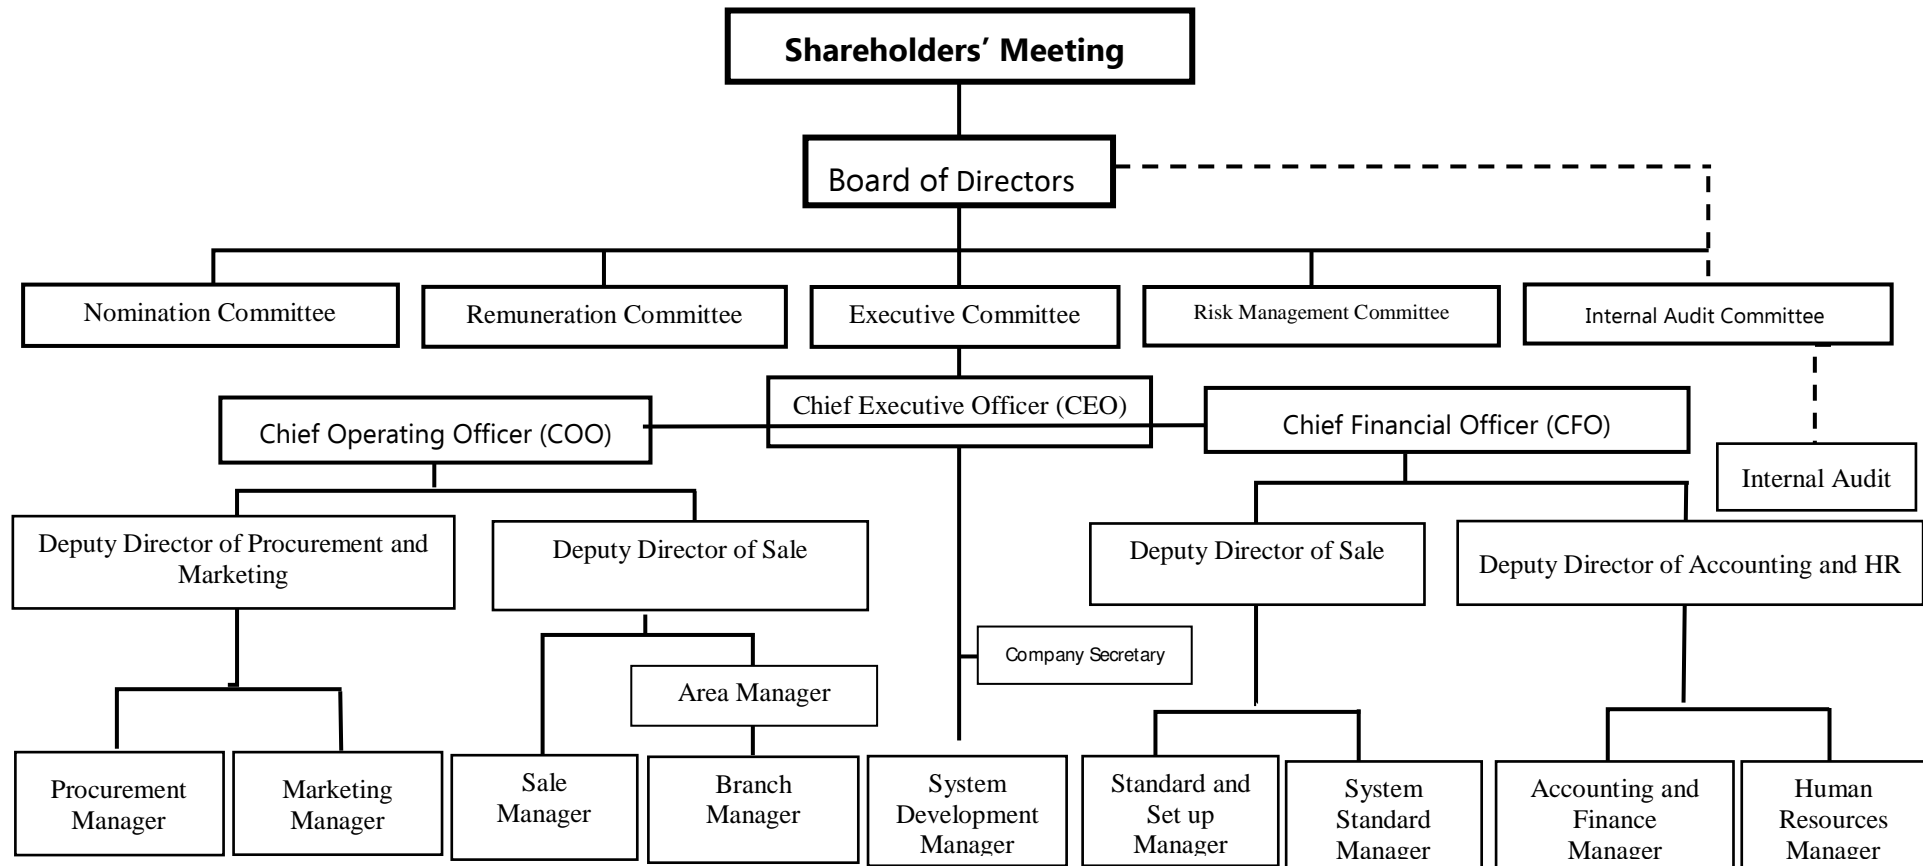 Shareholders’ Meeting
Board of Directors
Nomination Committee
Remuneration Committee
Executive Committee
Risk Management Committee
Internal Audit Committee
Chief Operating Officer (COO)
Chief Executive Officer (CEO)
Chief Financial Officer (CFO)
Internal Audit
Deputy Director of Procurement and
Marketing
Deputy Director of Sale
Deputy Director of Sale
Deputy Director of Accounting and HR
Company Secretary
Area Manager
Procurement
Manager
Marketing
Manager
Sale
Manager
Branch
Manager
System
Development
Manager
Standard and
Set up
Manager
System
Standard
Manager
Accounting and
Finance
Manager
Human
Resources
Manager